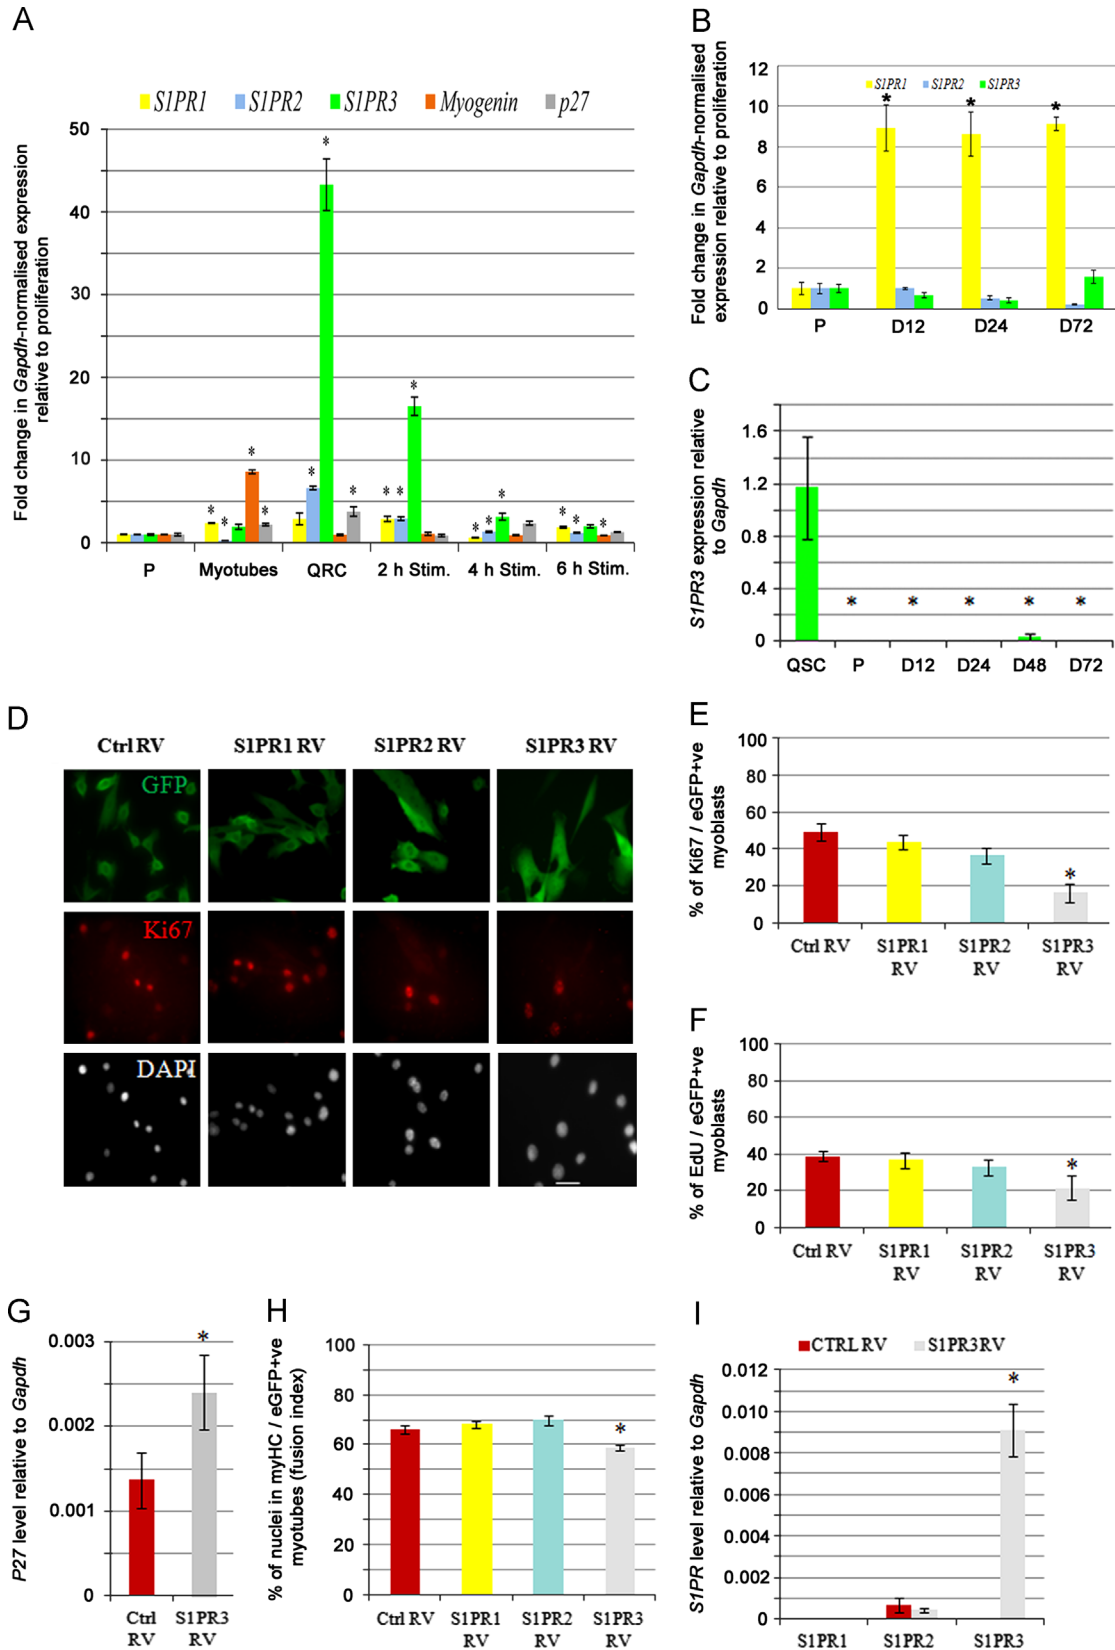 A
S1PR1 S1PR2 S1PR3 Myogenin p27
Fold change in Gapdh-normalised expression
relative to proliferation
50
40
30
20
10
0
* * * * * * * * * * * * * * * * * *
P Myotubes QRC 2 h Stim. 4 h Stim. 6 h Stim.
B
Fold change in Gapdh-normalised
expression relative to proliferation
S1PR1 S1PR2 S1PR3
12
10
8
6
4
2
0
* * *
P D12 D24 D72
C
S1PR3 expression relative
to Gapdh
1.6
1.2
0.8
0.4
0
* * * * *
QSC P D12 D24 D48 D72
D
Ctrl RV S1PR1 RV S1PR2 RV S1PR3 RV
GFP
Ki67
DAPI
E
% of Ki67 / eGFP+ve
myoblasts
100
80
60
40
20
0
*
Ctrl RV S1PR1 S1PR2 S1PR3
RV RV RV
F
% of EdU / eGFP+ve
myoblasts
100
80
60
40
20
0
*
Ctrl RV S1PR1 S1PR2 S1PR3
RV RV RV
G
P27 level relative to Gapdh
0.003
0.002
0.001
0
*
Ctrl S1PR3
RV RV
H
% of nuclei in myHC / eGFP+ve
myotubes (fusion index)
100
80
60
40
20
0
*
Ctrl RV S1PR1 S1PR2 S1PR3
RV RV RV
I
CTRL RV S1PR3RV
S1PR level relative to Gapdh
0.012
0.010
0.008
0.006
0.004
0.002
0
*
S1PR1 S1PR2 S1PR3